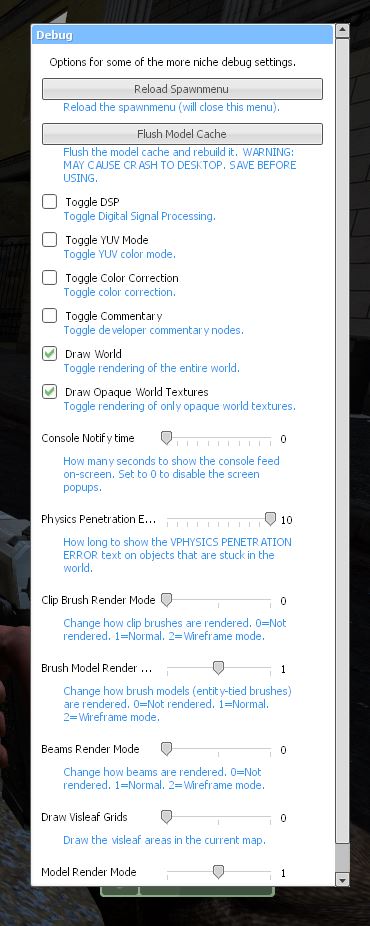 Debug
Options for some of the more niche debug settings.
Reload Spawnmenu
Reload the spawnmenu (will close this menu).
Flush Model Cache
Flush the model cache and rebuild it. WARNING:
MAY CAUSE CRASH TO DESKTOP. SAVE BEFORE
USING.
Toggle DSP
Toggle Digital Signal Processing.
Toggle YUV Mode
Toggle YUV color mode.
Toggle Color Correction
Toggle color correction.
Toggle Commentary
Toggle developer commentary nodes.
Draw World
Toggle rendering of the entire world.
Draw Opaque World Textures
Toggle rendering of only opaque world textures.
Console Notify time 0
How many seconds to show the console feed
on-screen. Set to 0 to disable the screen
popups.
Physics Penetration E... 10
How long to show the VPHYSICS PENETRATION
ERROR text on objects that are stuck in the
world.
Clip Brush Render Mode 0
Change how clip brushes are rendered. 0=Not
rendered. 1=Normal. 2=Wireframe mode.
Brush Model Render ... 1
Change how brush models (entity-tied brushes)
are rendered. 0=Not rendered. 1=Normal.
2=Wireframe mode.
Beams Render Mode 0
Change how beams are rendered. 0=Not
rendered. 1=Normal. 2=Wireframe mode.
Draw Visleaf Grids 0
Draw the visleaf areas in the current map.
Model Render Mode 1